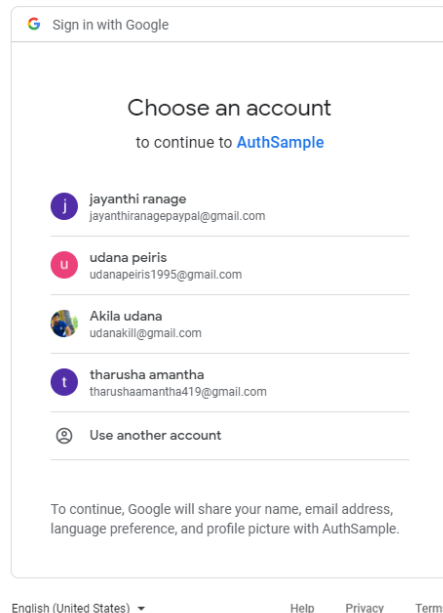 Sign in with Google
Choose an account
to continue to AuthSample
j
jayanthi ranage
jayanthiranagepaypal@gmail.com
u
udana peiris
udanapeiris1995@gmail.com
Akila udana
udanakill@gmail.com
t
tharusha amantha
tharushaamantha419@gmail.com
Use another account
To continue, Google will share your name, email address,
language preference, and profile picture with AuthSample.
English (United States) Help Privacy Term